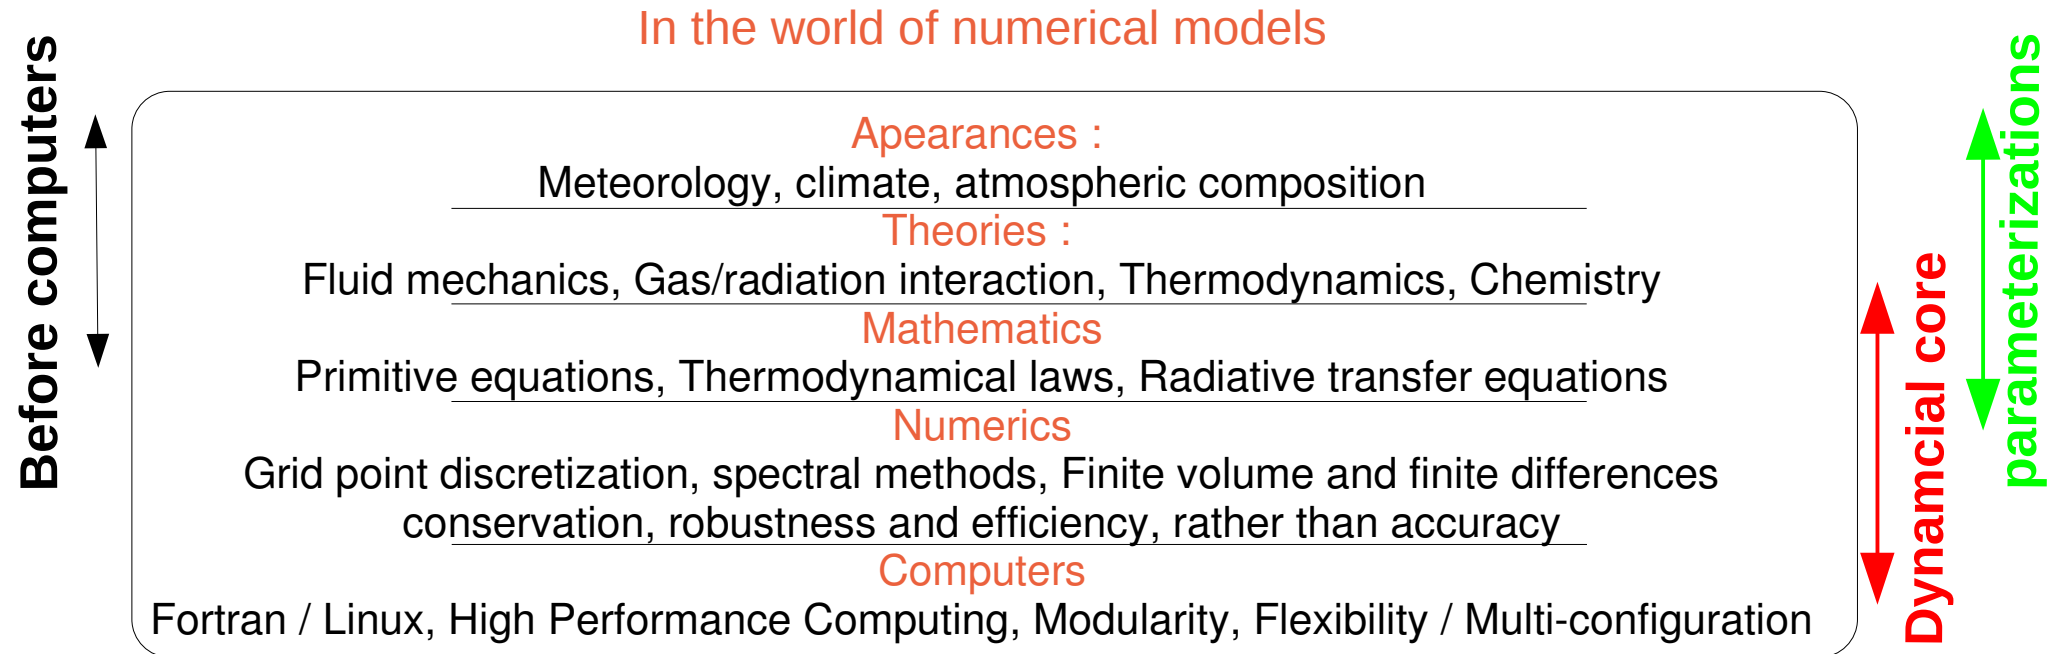 In the world of numerical models
Before computers
Apearances :
Meteorology, climate, atmospheric composition
Theories :
Fluid mechanics, Gas/radiation interaction, Thermodynamics, Chemistry
Mathematics
Primitive equations, Thermodynamical laws, Radiative transfer equations
Numerics
Grid point discretization, spectral methods, Finite volume and finite differences
conservation, robustness and efficiency, rather than accuracy
Computers
Fortran / Linux, High Performance Computing, Modularity, Flexibility / Multi-configuration
Dynamcial core
parameterizations